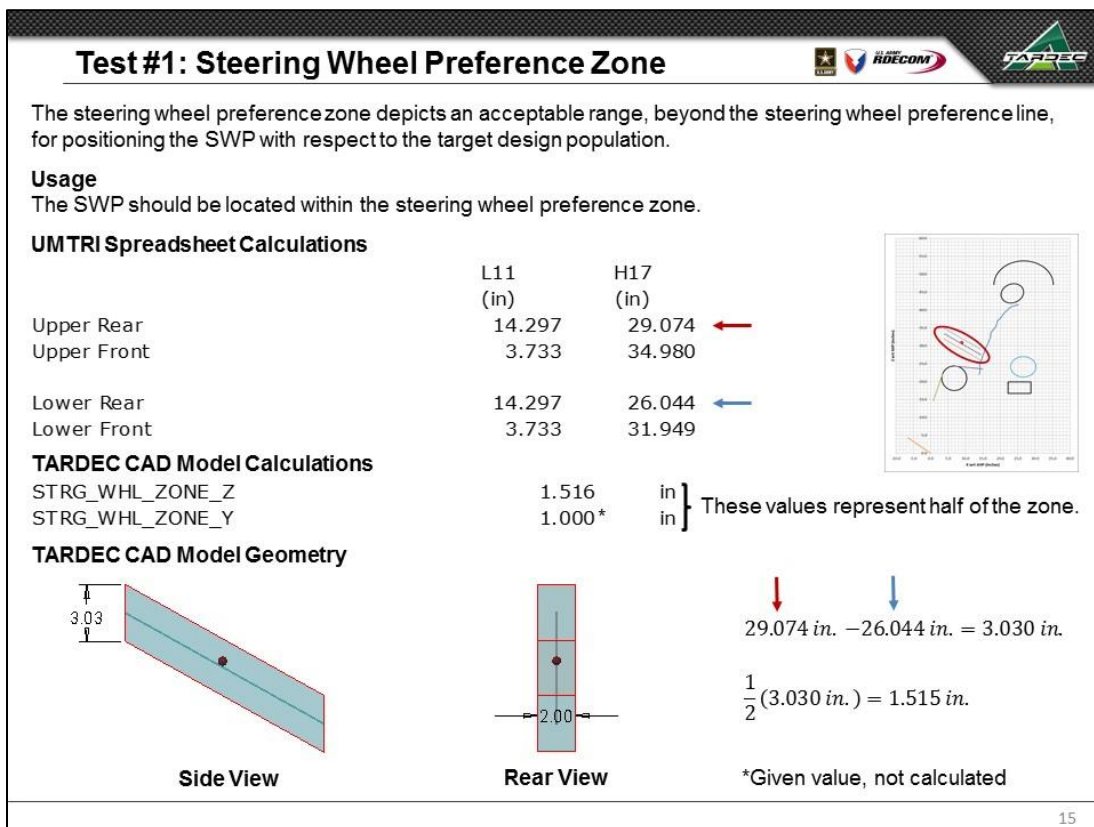 Test #1: Steering Wheel Preference Zone
U.S. ARMY
RDECOM
TARDEC
The steering wheel preference zone depicts an acceptable range, beyond the steering wheel preference line,
for positioning the SWP with respect to the target design population.
Usage
The SWP should be located within the steering wheel preference zone.
UMTRI Spreadsheet Calculations
L11 H17
(in) (in)
Upper Rear 14.297 29.074
Upper Front 3.733 34.980
Lower Rear 14.297 26.044
Lower Front 3.733 31.949
TARDEC CAD Model Calculations
STRG_WHL_ZONE_Z 1.516 in
STRG_WHL_ZONE_Y 1.000* in
These values represent half of the zone.
TARDEC CAD Model Geometry
3.03
2.00
29.074 in. −26.044 in. = 3.030 in.
1/2 (3.030 in.) = 1.515 in.
Side View
Rear View
*Given value, not calculated
15